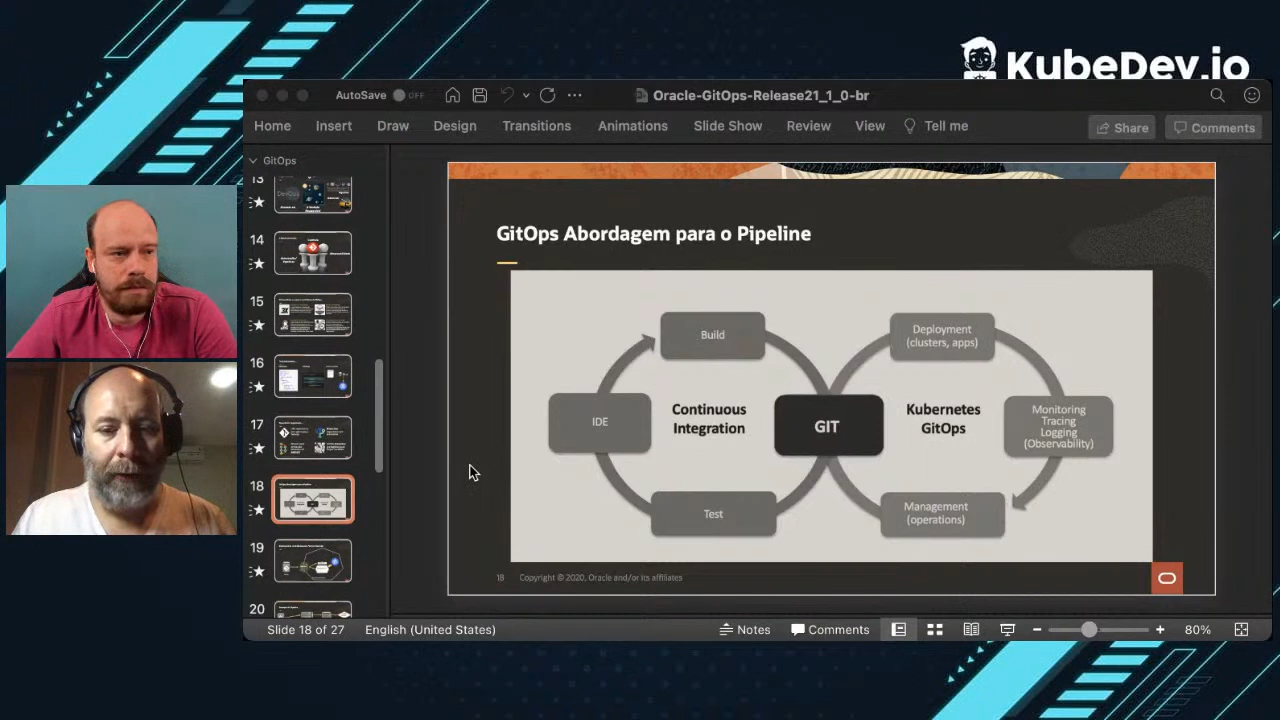 KubeDev.io
AutoSave OFF
Oracle-GitOps-Release21_1_0-br
Home Insert Draw Design Transitions Animations Slide Show Review View Tell me
Share Comments
GitOps
13
14
15
16
17
18
19
20
GitOps Abordagem para o Pipeline
Build
IDE
Continuous
Integration
Test
GIT
Deployment
(clusters, apps)
Kubernetes
GitOps
Monitoring
Tracing
Logging
(Observability)
Management
(operations)
18 Copyright © 2020, Oracle and/or its affiliates
Slide 18 of 27 English (United States) Notes Comments 80%